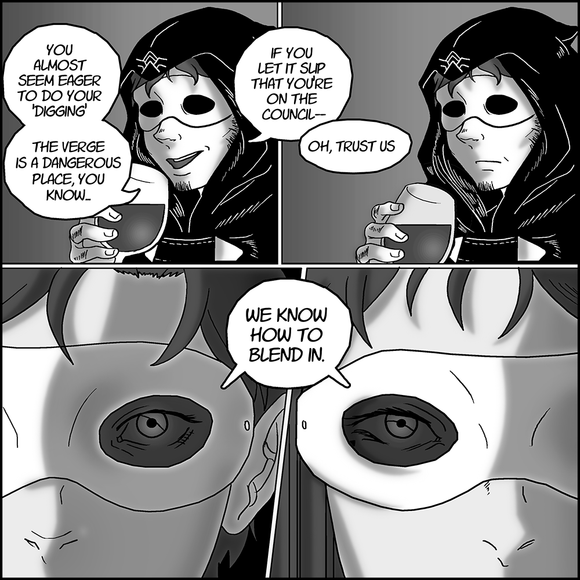 YOU
ALMOST
SEEM EAGER
TO DO YOUR
'DIGGING'
THE VERGE
IS A DANGEROUS
PLACE, YOU
KNOW...
IF YOU
LET IT SLIP
THAT YOU'RE
ON THE
COUNCIL--
OH, TRUST US
WE KNOW
HOW TO
BLEND IN.